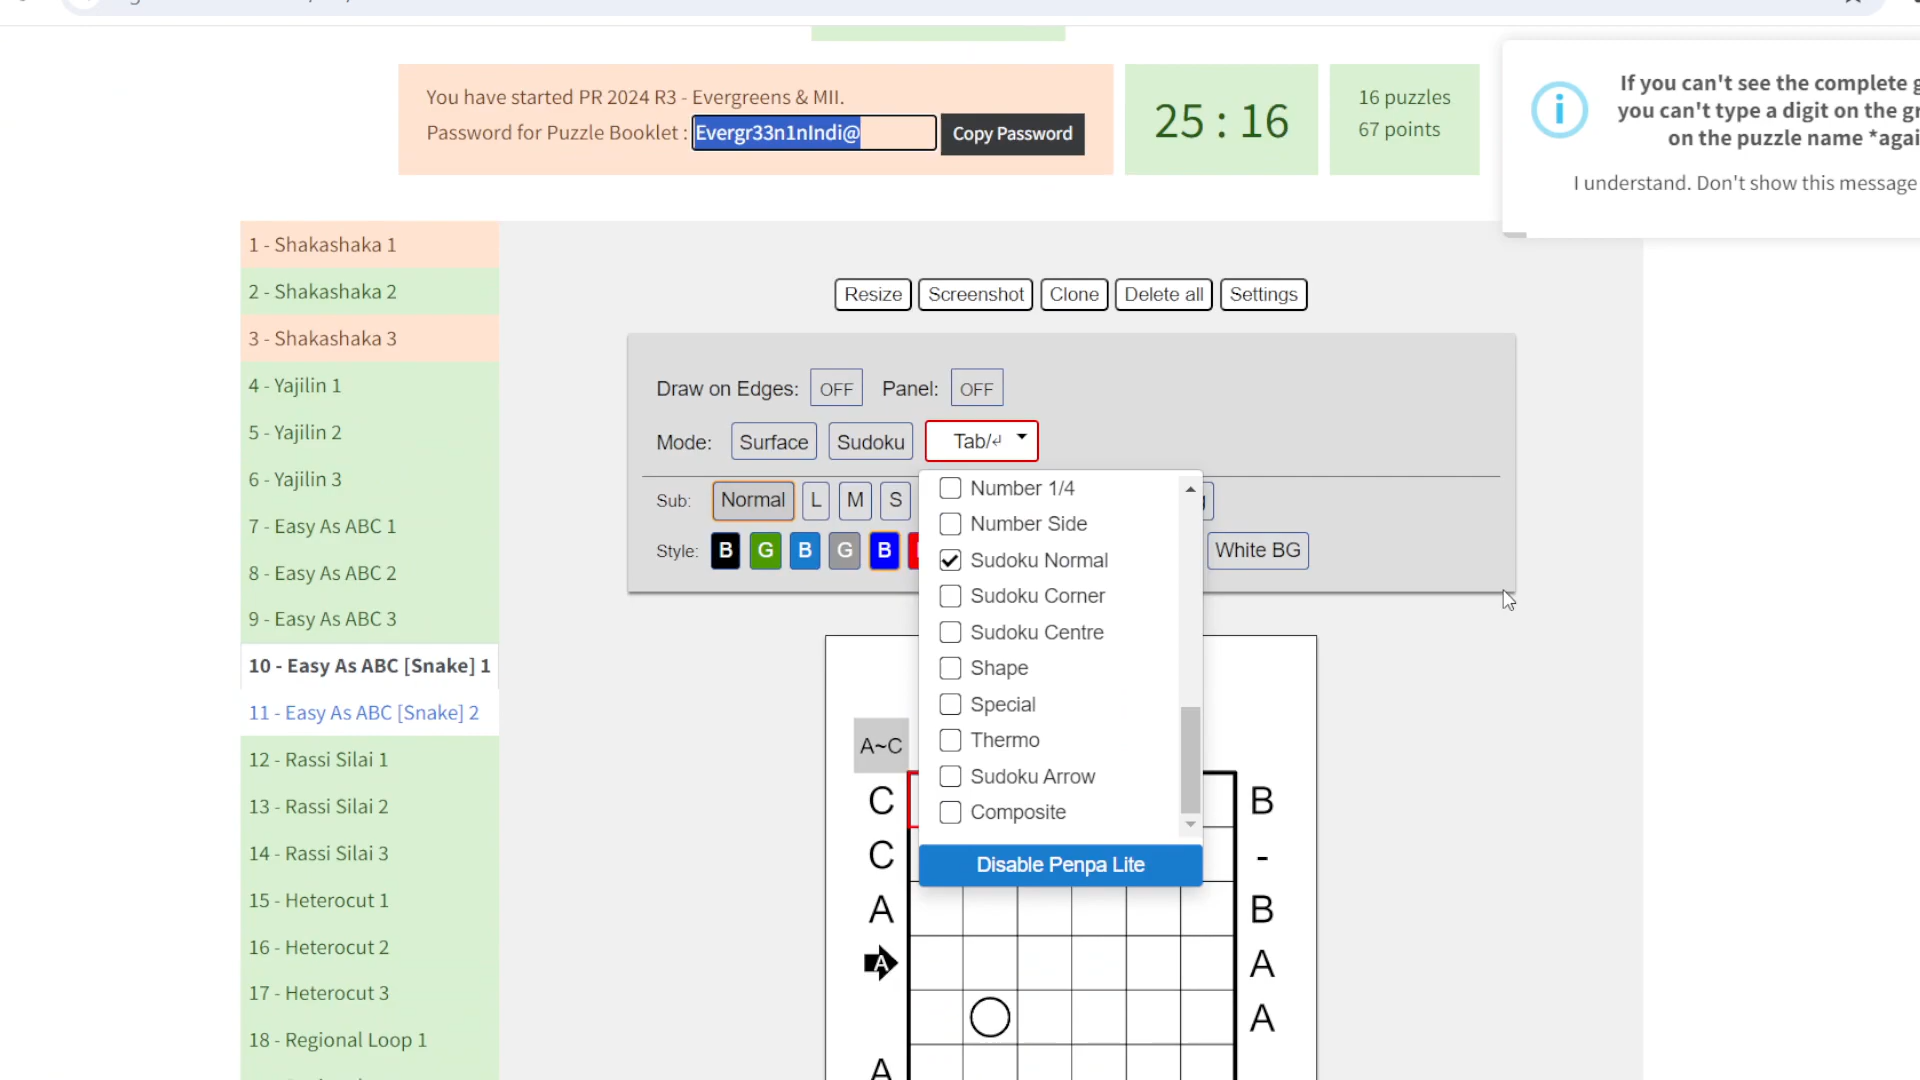 You have started PR 2024 R3 - Evergreens & MII.
Password for Puzzle Booklet : Evergr33n1nIndi@ Copy Password
25 : 16
16 puzzles
67 points
If you can't see the complete
you can't type a digit on the
on the puzzle name
I understand. Don't show this message
1 - Shakashaka 1
2 - Shakashaka 2
3 - Shakashaka 3
4 - Yajilin 1
5 - Yajilin 2
6 - Yajilin 3
7 - Easy As ABC 1
8 - Easy As ABC 2
9 - Easy As ABC 3
10 - Easy As ABC [Snake] 1
11 - Easy As ABC [Snake] 2
12 - Rassi Silai 1
13 - Rassi Silai 2
14 - Rassi Silai 3
15 - Heterocut 1
16 - Heterocut 2
17 - Heterocut 3
18 - Regional Loop 1
Resize Screenshot Clone Delete all Settings
Draw on Edges: OFF Panel: OFF
Mode: Surface Sudoku Tab/↵
Sub: Normal L M S
Style: B G B G B White BG
Number 1/4
Number Side
Sudoku Normal
Sudoku Corner
Sudoku Centre
Shape
Special
Thermo
Sudoku Arrow
Composite
Disable Penpa Lite
A~C
C B
C -
A B
A A
A
A